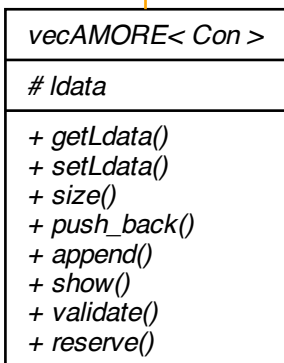 vecAMORE< Con >
# ldata
+ getLdata()
+ setLdata()
+ size()
+ push_back()
+ append()
+ show()
+ validate()
+ reserve()